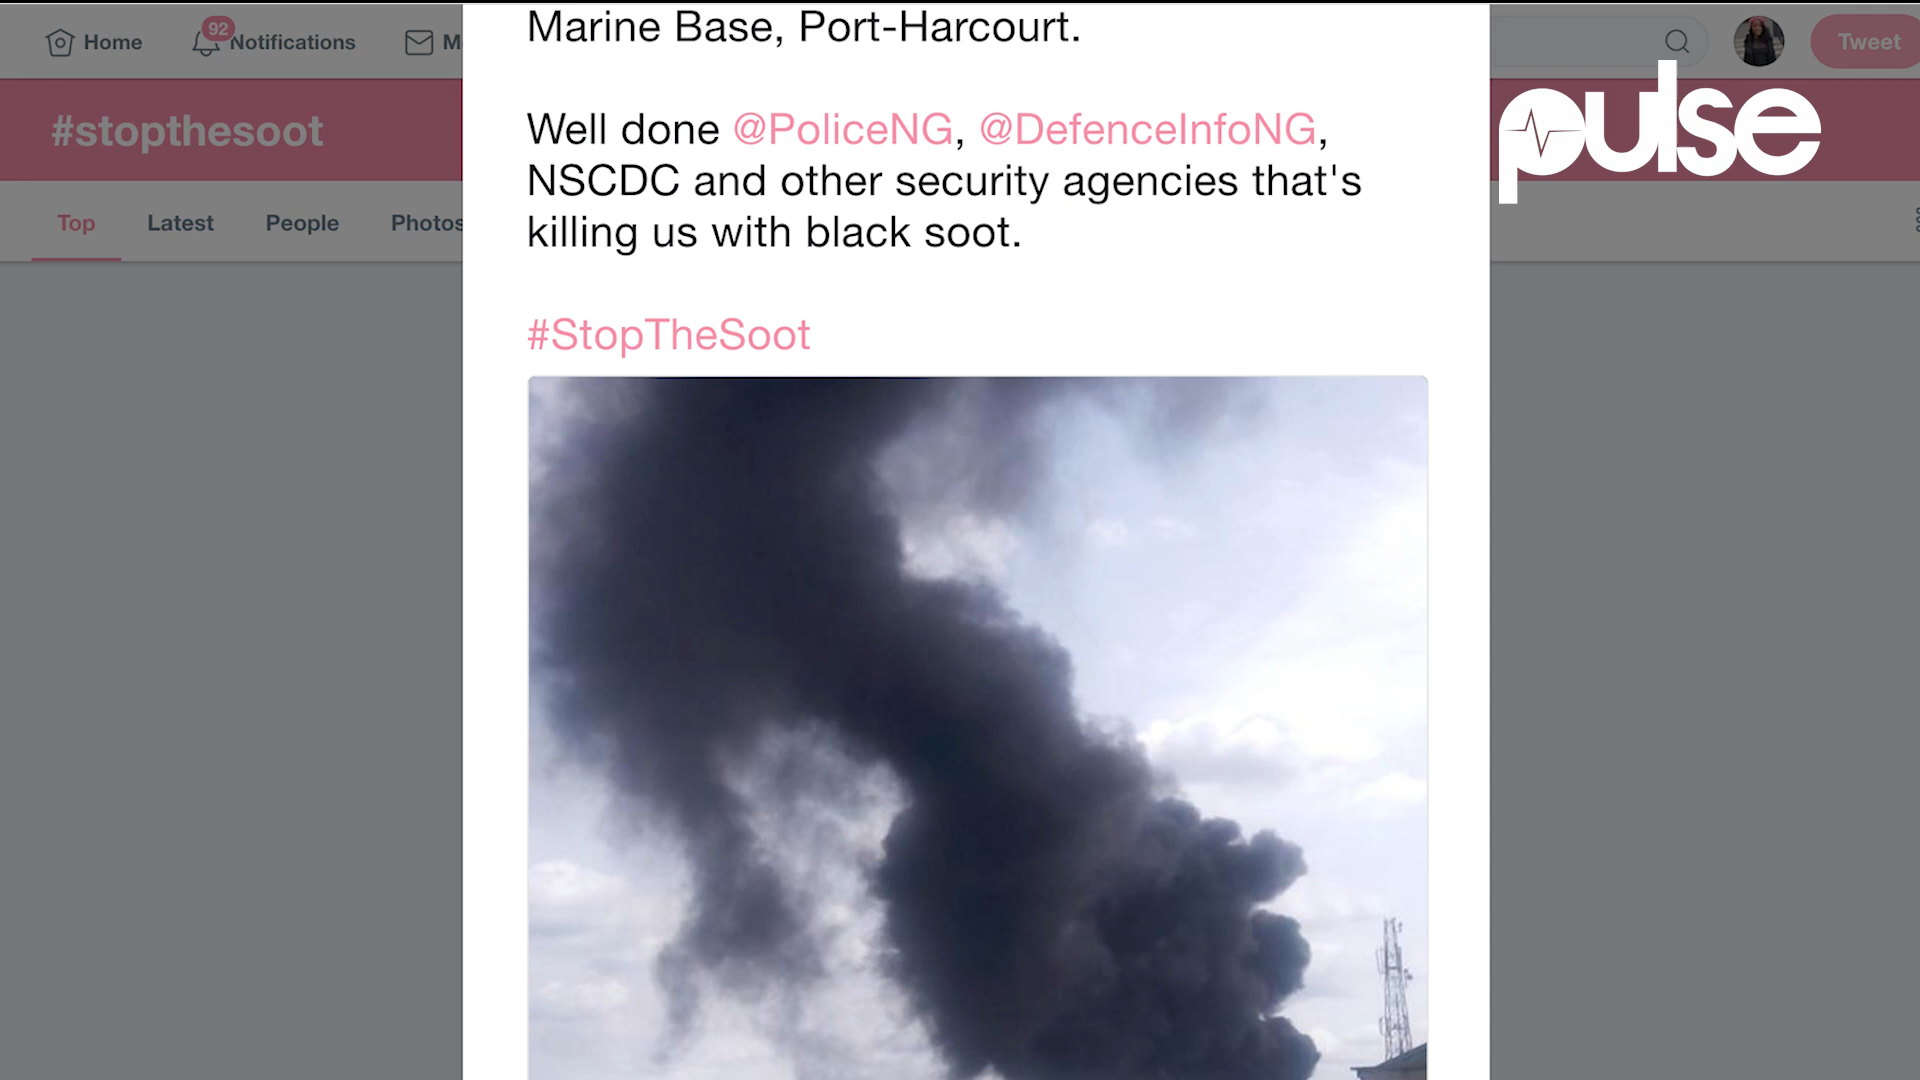 Home
92
Notifications
M
Tweet
pulse
#stopthesoot
Top
Latest
People
Photos
Marine Base, Port-Harcourt.
Well done @PoliceNG, @DefenceInfoNG,
NSCDC and other security agencies that's
killing us with black soot.
#StopTheSoot